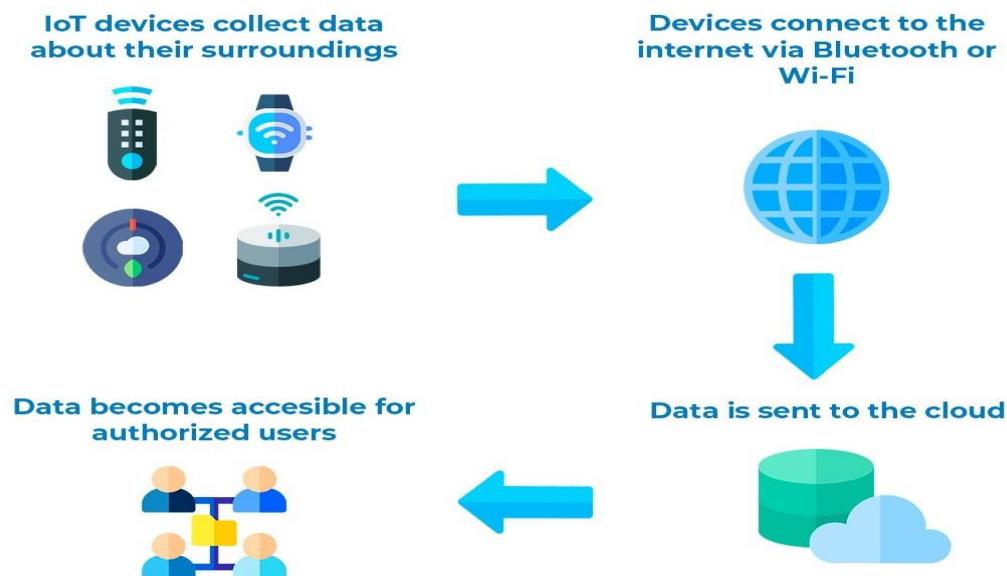 IoT devices collect data
about their surroundings
Devices connect to the
internet via Bluetooth or
Wi-Fi
Data is sent to the cloud
Data becomes accesible for
authorized users